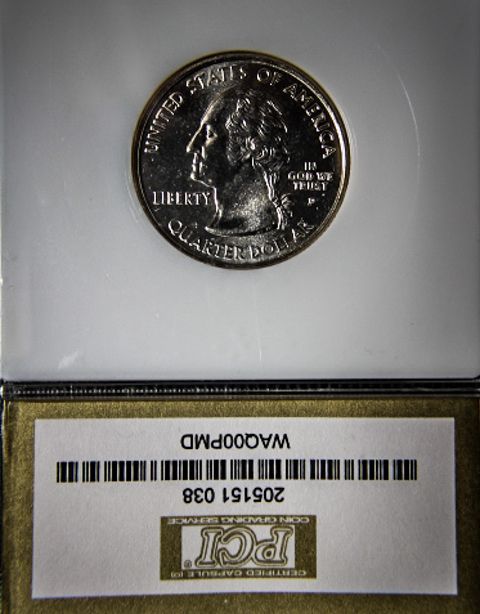 UNITED STATES OF AMERICA
IN
GOD WE
TRUST
LIBERTY
P
QUARTER DOLLAR
CERTIFIED CAPSULE
PCI®
COIN GRADING SERVICE
205151 038
WAQ00PMD